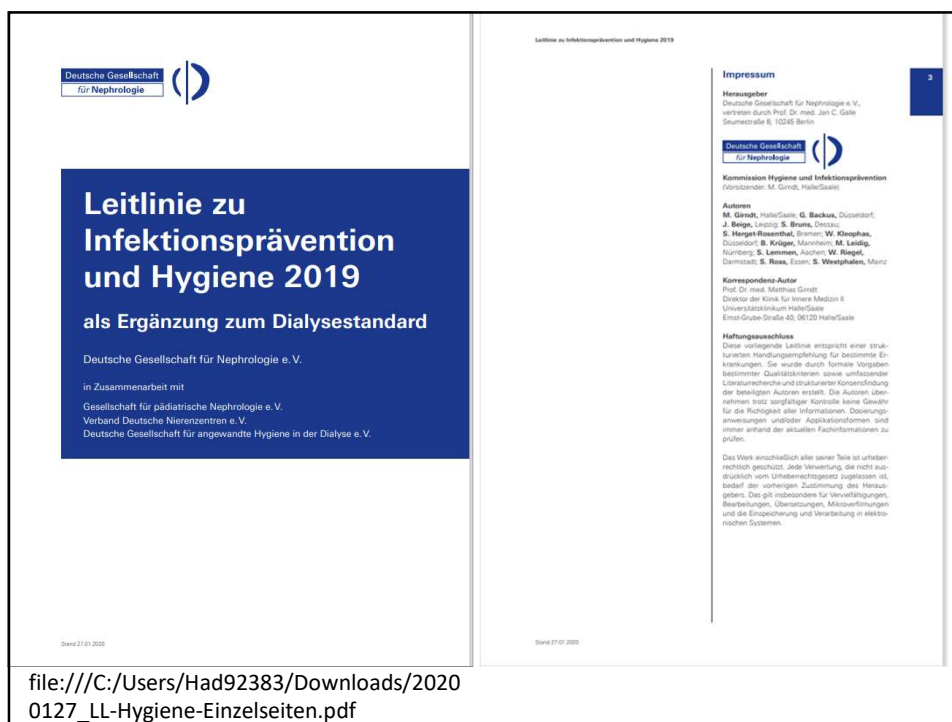 Deutsche Gesellschaft
für Nephrologie
Leitlinie zu
Infektionsprävention
und Hygiene 2019
als Ergänzung zum Dialysestandard
Deutsche Gesellschaft für Nephrologie e. V.
in Zusammenarbeit mit
Gesellschaft für pädiatrische Nephrologie e. V.
Verband Deutsche Nierenzentren e. V.
Deutsche Gesellschaft für angewandte Hygiene in der Dialyse e. V.
Stand 27.01.2020
Leitlinie zu Infektionsprävention und Hygiene 2019
3
Impressum
Herausgeber
Deutsche Gesellschaft für Nephrologie e. V.,
vertreten durch Prof. Dr. med. Jan C. Galle
Seumestraße 8, 10245 Berlin
Deutsche Gesellschaft
für Nephrologie
Kommission Hygiene und Infektionsprävention
(Vorsitzender: M. Girndt, Halle/Saale)
Autoren
M. Girndt, Halle/Saale; G. Backus, Düsseldorf;
J. Beige, Leipzig; S. Bruns, Dessau;
S. Herget-Rosenthal, Bremen; W. Kleophas,
Düsseldorf; B. Krüger, Mannheim; M. Leidig,
Nürnberg; S. Lemmen, Aachen; W. Riegel,
Darmstadt; S. Ross, Essen; S. Westphalen, Mainz
Korrespondenz-Autor
Prof. Dr. med. Matthias Girndt
Direktor der Klinik für Innere Medizin II
Universitätsklinikum Halle/Saale
Ernst-Grube-Straße 40, 06120 Halle/Saale
Haftungsausschluss
Diese vorliegende Leitlinie entspricht einer struk-
turierten Handlungsempfehlung für bestimmte Er-
krankungen. Sie wurde durch formale Vorgaben
bestimmter Qualitätskriterien sowie umfassender
Literaturrecherche und strukturierter Konsensfindung
der beteiligten Autoren erstellt. Die Autoren über-
nehmen trotz sorgfältiger Kontrolle keine Gewähr
für die Richtigkeit aller Informationen. Dosierungs-
anweisungen und/oder Applikationsformen sind
immer anhand der aktuellen Fachinformationen zu
prüfen.
Das Werk einschließlich aller seiner Teile ist urheber-
rechtlich geschützt. Jede Verwertung, die nicht aus-
drücklich vom Urheberrechtsgesetz zugelassen ist,
bedarf der vorherigen Zustimmung des Heraus-
gebers. Das gilt insbesondere für Vervielfältigungen,
Bearbeitungen, Übersetzungen, Mikroverfilmungen
und die Einspeicherung und Verarbeitung in elektro-
nischen Systemen.
Stand 27.01.2020
file:///C:/Users/Had92383/Downloads/2020
0127_LL-Hygiene-Einzelseiten.pdf